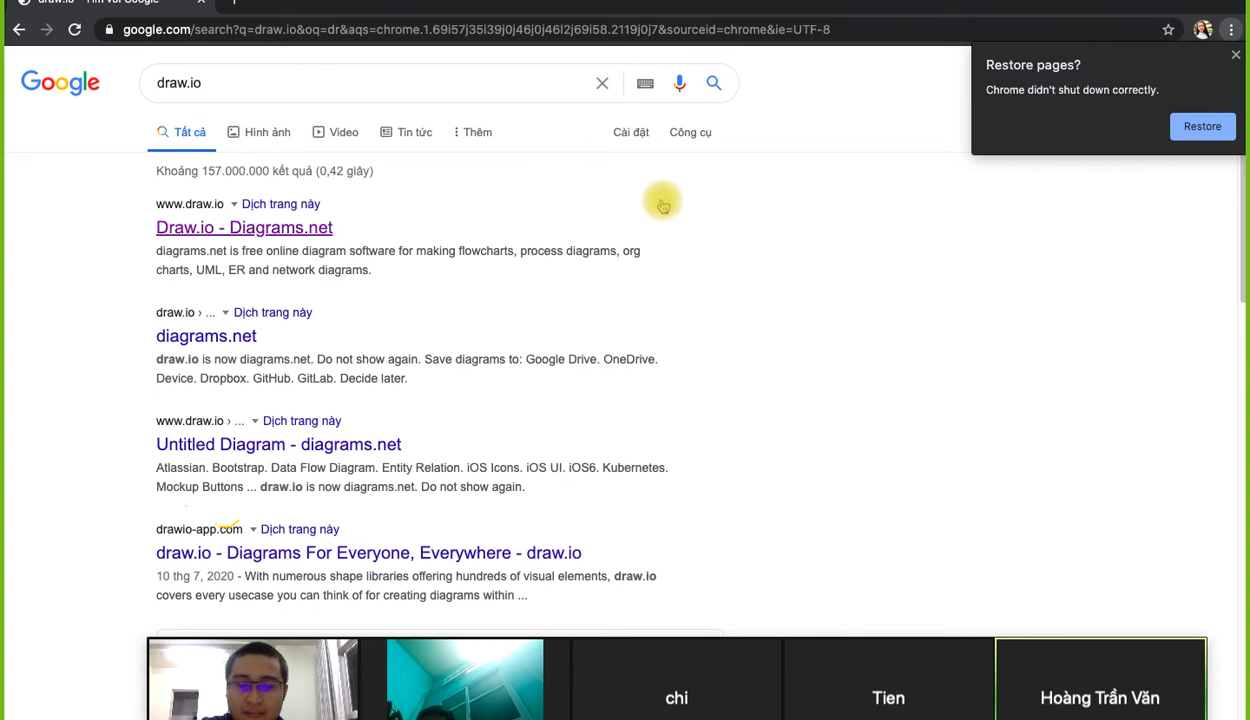 google.com/search?q=draw.io&oq=dr&aqs=chrome.1.69i57j35i39j0j46j0j46l2j69i58.2119j0j7&sourceid=chrome&ie=UTF-8
Restore pages?
Chrome didn't shut down correctly.
Restore
Google
draw.io
Tất cả
Hình ảnh
Video
Tin tức
Thêm
Cài đặt
Công cụ
Khoảng 157.000.000 kết quả (0,42 giây)
www.draw.io Dịch trang này
Draw.io - Diagrams.net
diagrams.net is free online diagram software for making flowcharts, process diagrams, org
charts, UML, ER and network diagrams.
draw.io › ... Dịch trang này
diagrams.net
draw.io is now diagrams.net. Do not show again. Save diagrams to: Google Drive. OneDrive.
Device. Dropbox. GitHub. GitLab. Decide later.
www.draw.io › ... Dịch trang này
Untitled Diagram - diagrams.net
Atlassian. Bootstrap. Data Flow Diagram. Entity Relation. iOS Icons. iOS UI. iOS6. Kubernetes.
Mockup Buttons ... draw.io is now diagrams.net. Do not show again.
drawio-app.com Dịch trang này
draw.io - Diagrams For Everyone, Everywhere - draw.io
10 thg 7, 2020 - With numerous shape libraries offering hundreds of visual elements, draw.io
covers every usecase you can think of for creating diagrams within ...
chi
Tien
Hoàng Trần Văn